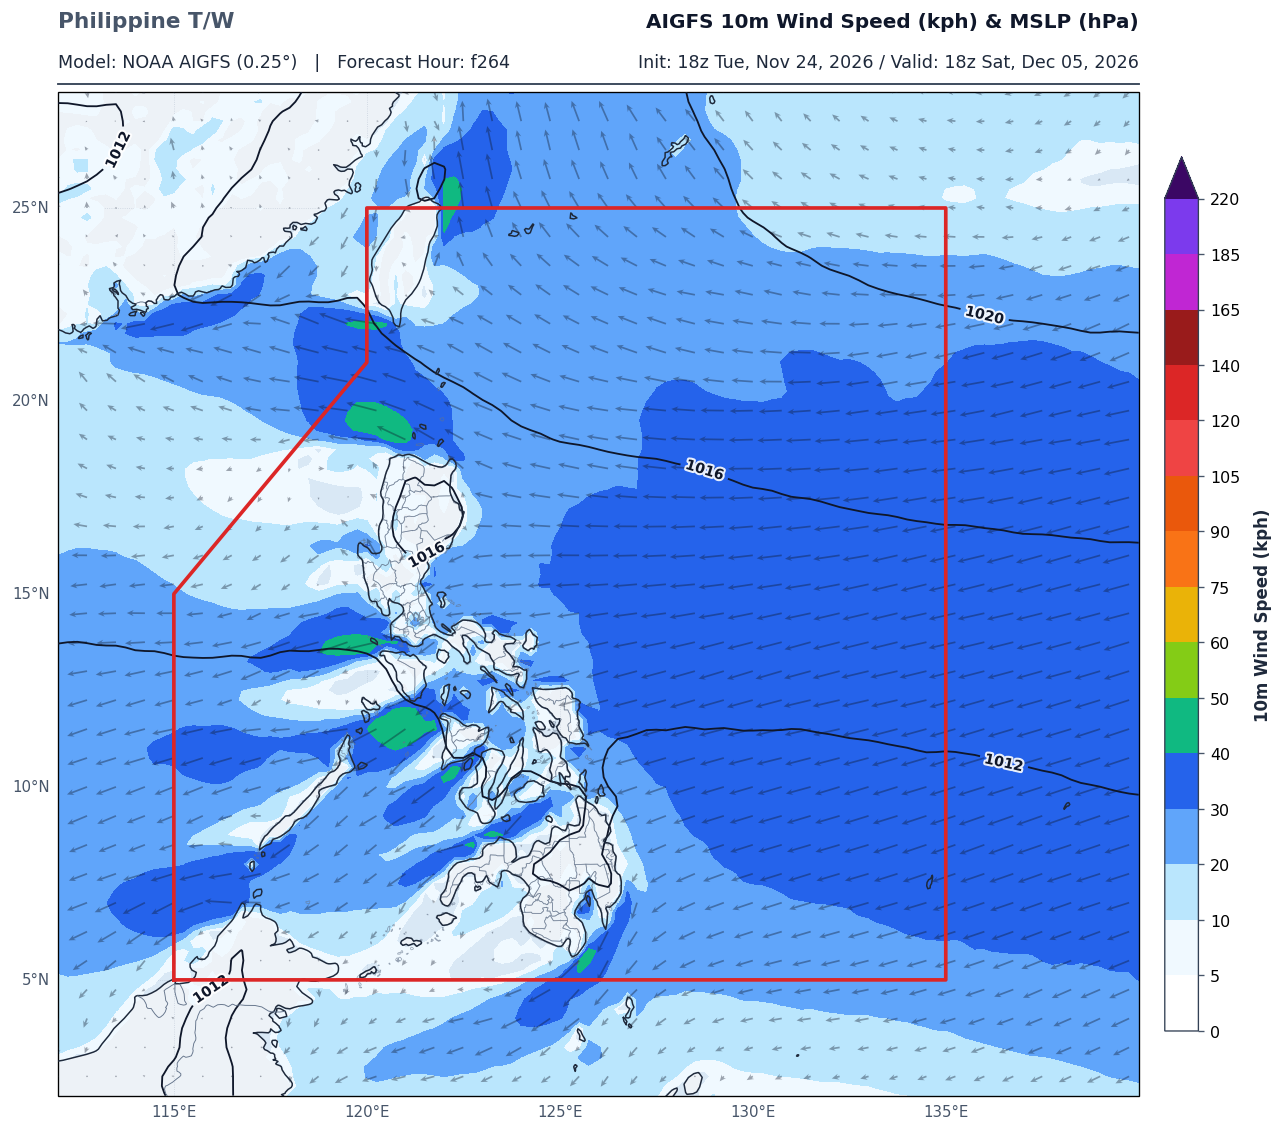 Philippine T/W
AIGFS 10m Wind Speed (kph) & MSLP (hPa)
Model: NOAA AIGFS (0.25°)   |   Forecast Hour: f264
Init: 18z Tue, Nov 24, 2026 / Valid: 18z Sat, Dec 05, 2026
1012
1020
1016
1016
1012
1012
25°N
20°N
15°N
10°N
5°N
115°E
120°E
125°E
130°E
135°E
220
185
165
140
120
105
90
75
60
50
40
30
20
10
5
0
10m Wind Speed (kph)